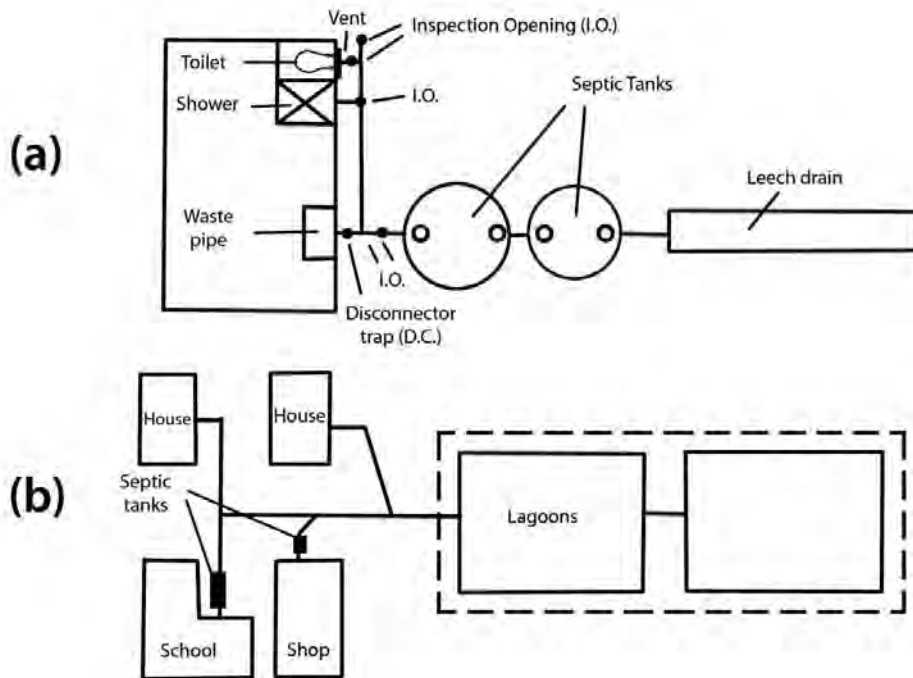 (a)
Vent
Inspection Opening (I.O.)
Toilet
Septic Tanks
Shower
I.O.
Leech drain
Waste
pipe
I.O.
Disconnector
trap (D.C.)
(b)
House
House
Septic
tanks
Lagoons
School
Shop